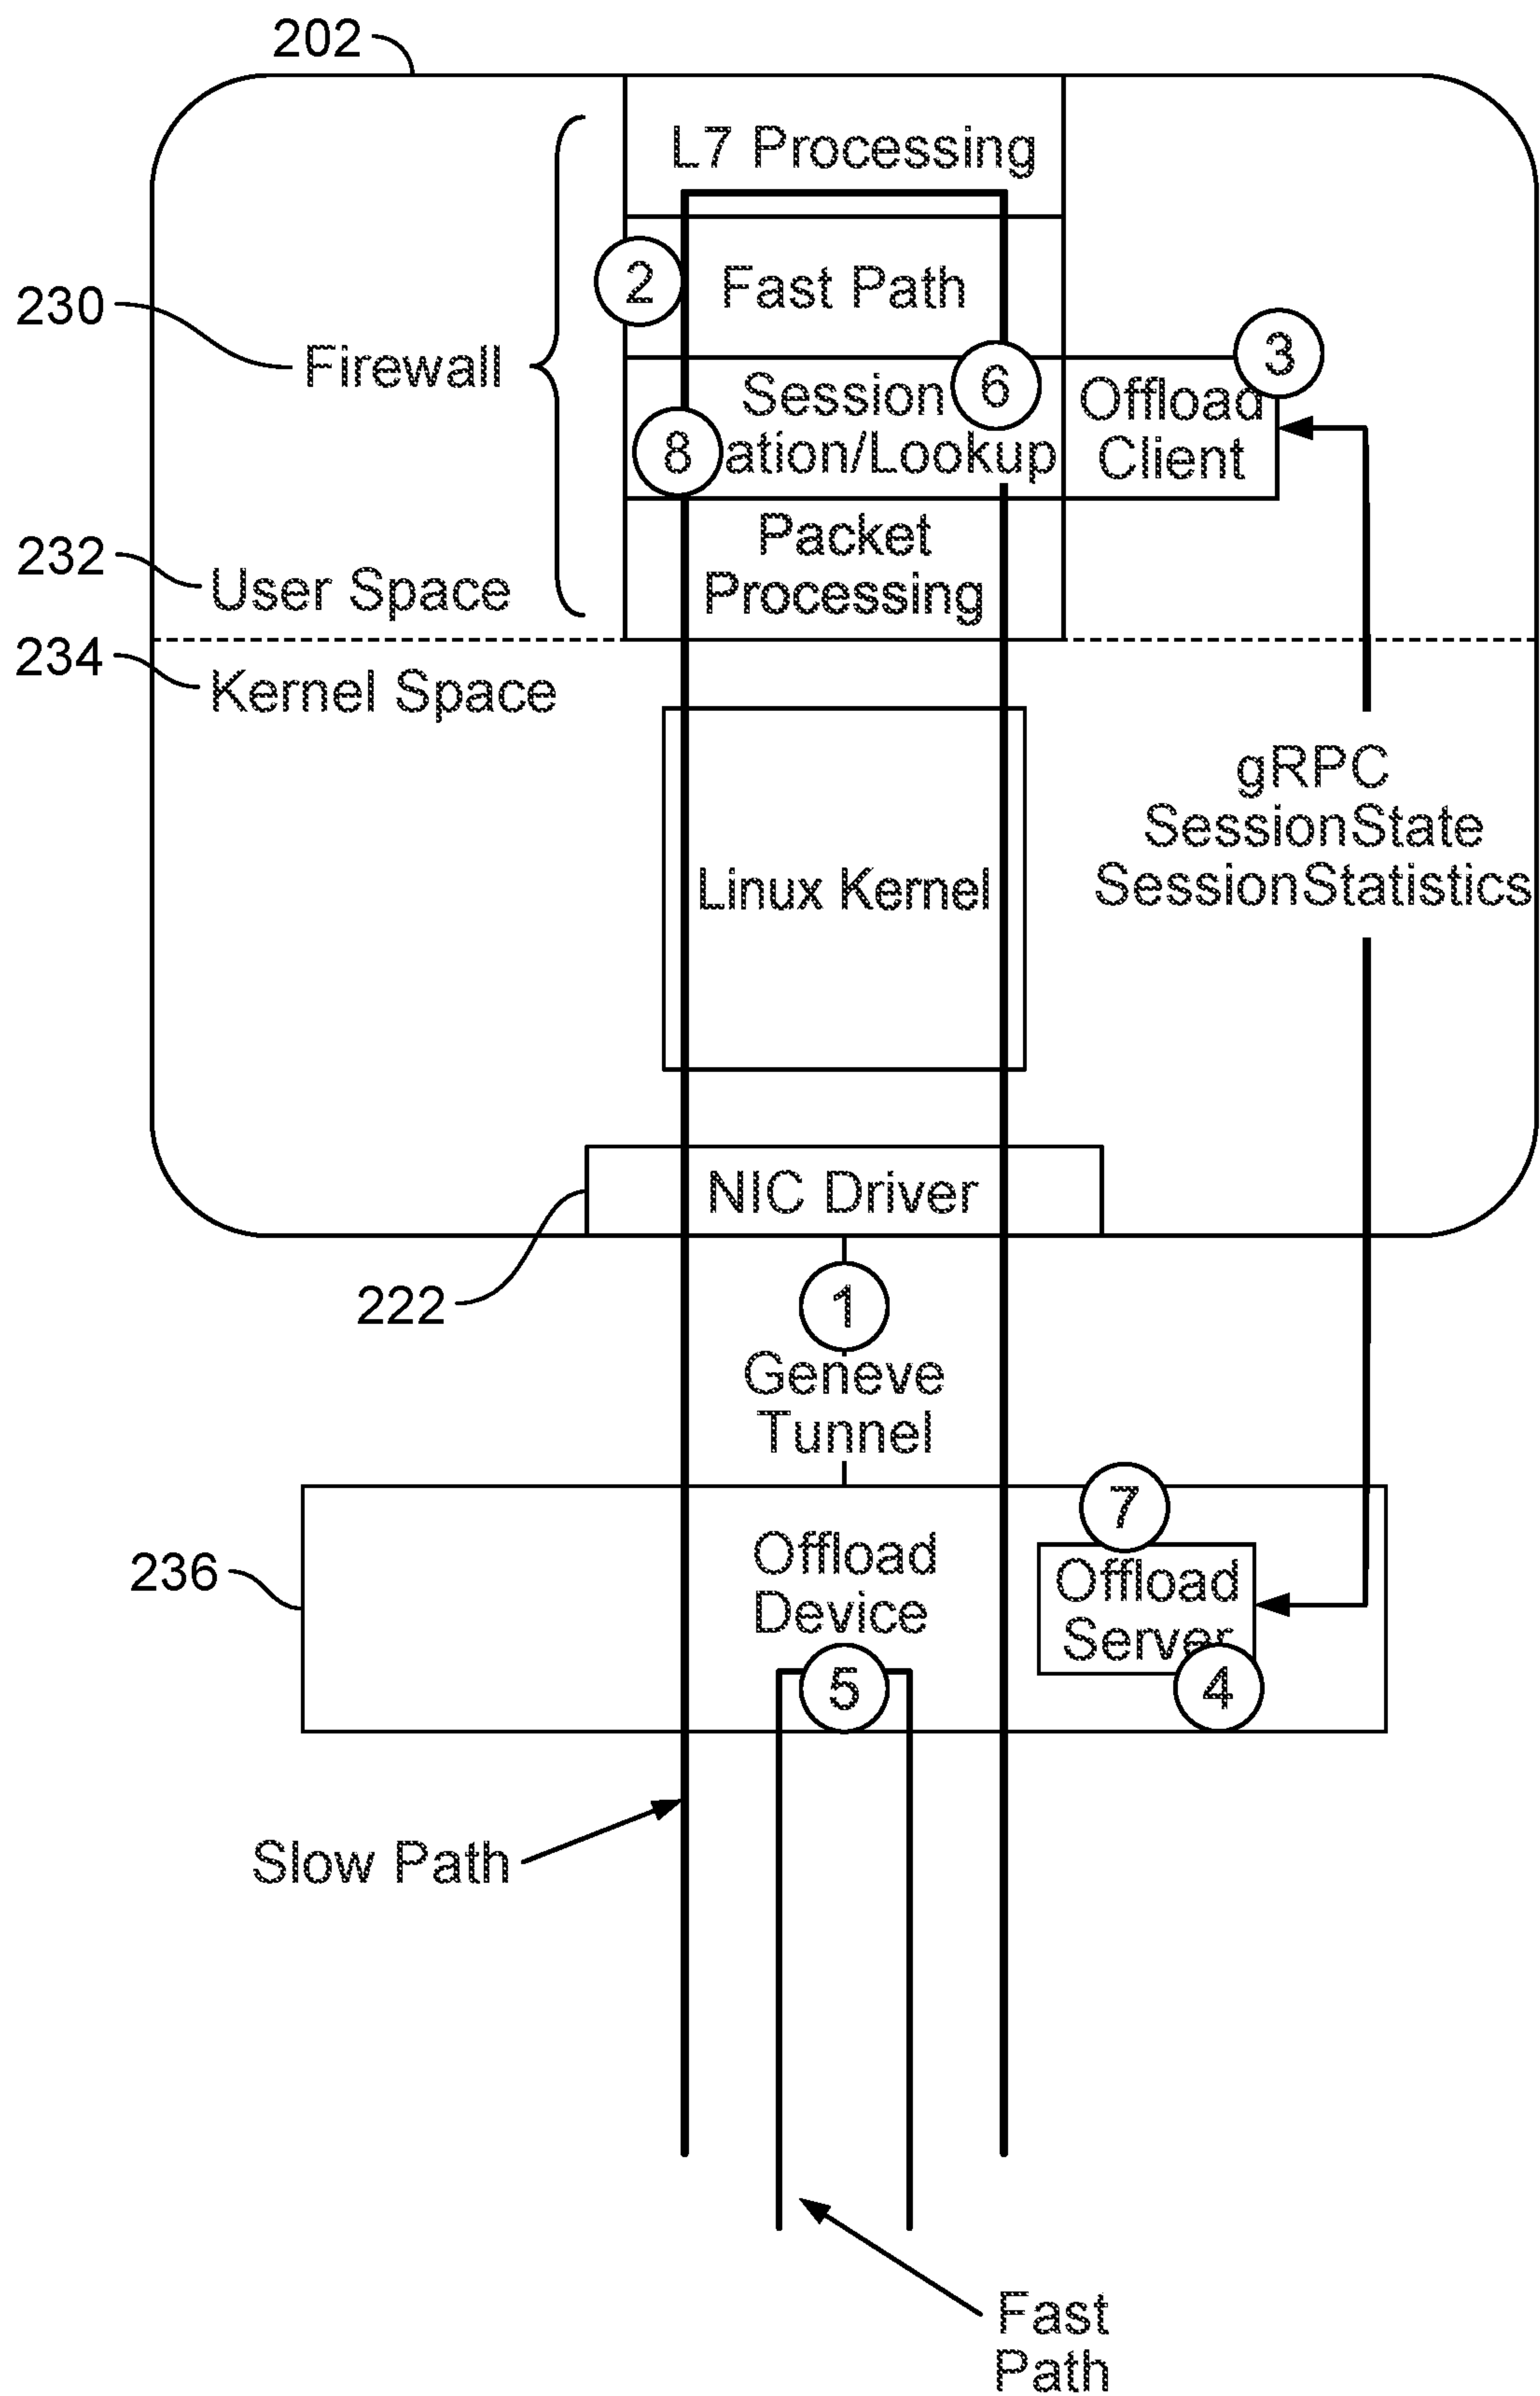 202
L7 Processing
2
Fast Path
230
Firewall
3
Session
6
Offload
8
ation/Lookup
Client
Packet
Processing
232
User Space
234
Kernel Space
gRPC
SessionState
SessionStatistics
Linux Kernel
NIC Driver
222
1
Geneve
Tunnel
7
236
Offload
Device
Offload
Server
5
4
Slow Path
Fast
Path